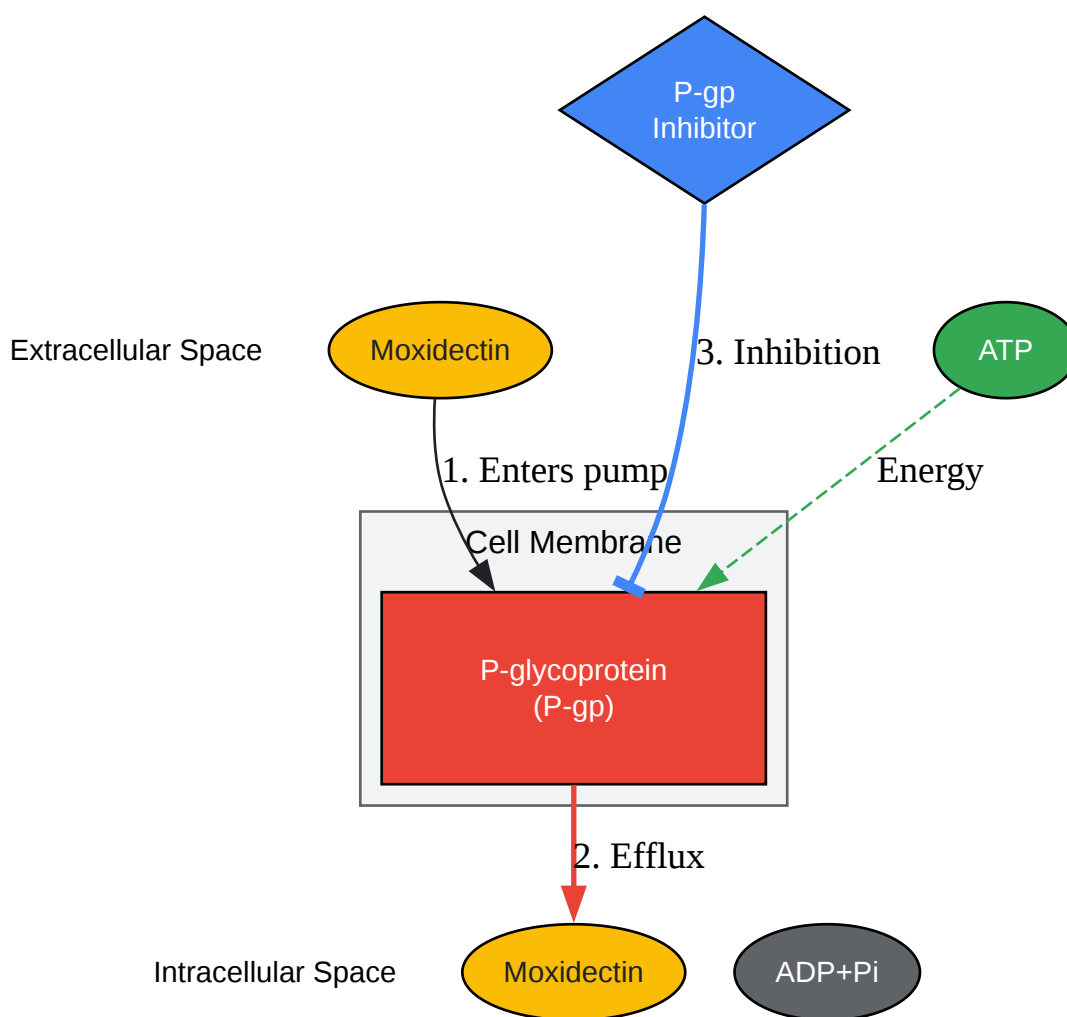 P-gp
Inhibitor
Extracellular Space
Moxidectin
3. Inhibition
ATP
1. Enters pump
Energy
Cell Membrane
P-glycoprotein
(P-gp)
2. Efflux
Intracellular Space
Moxidectin
ADP+Pi